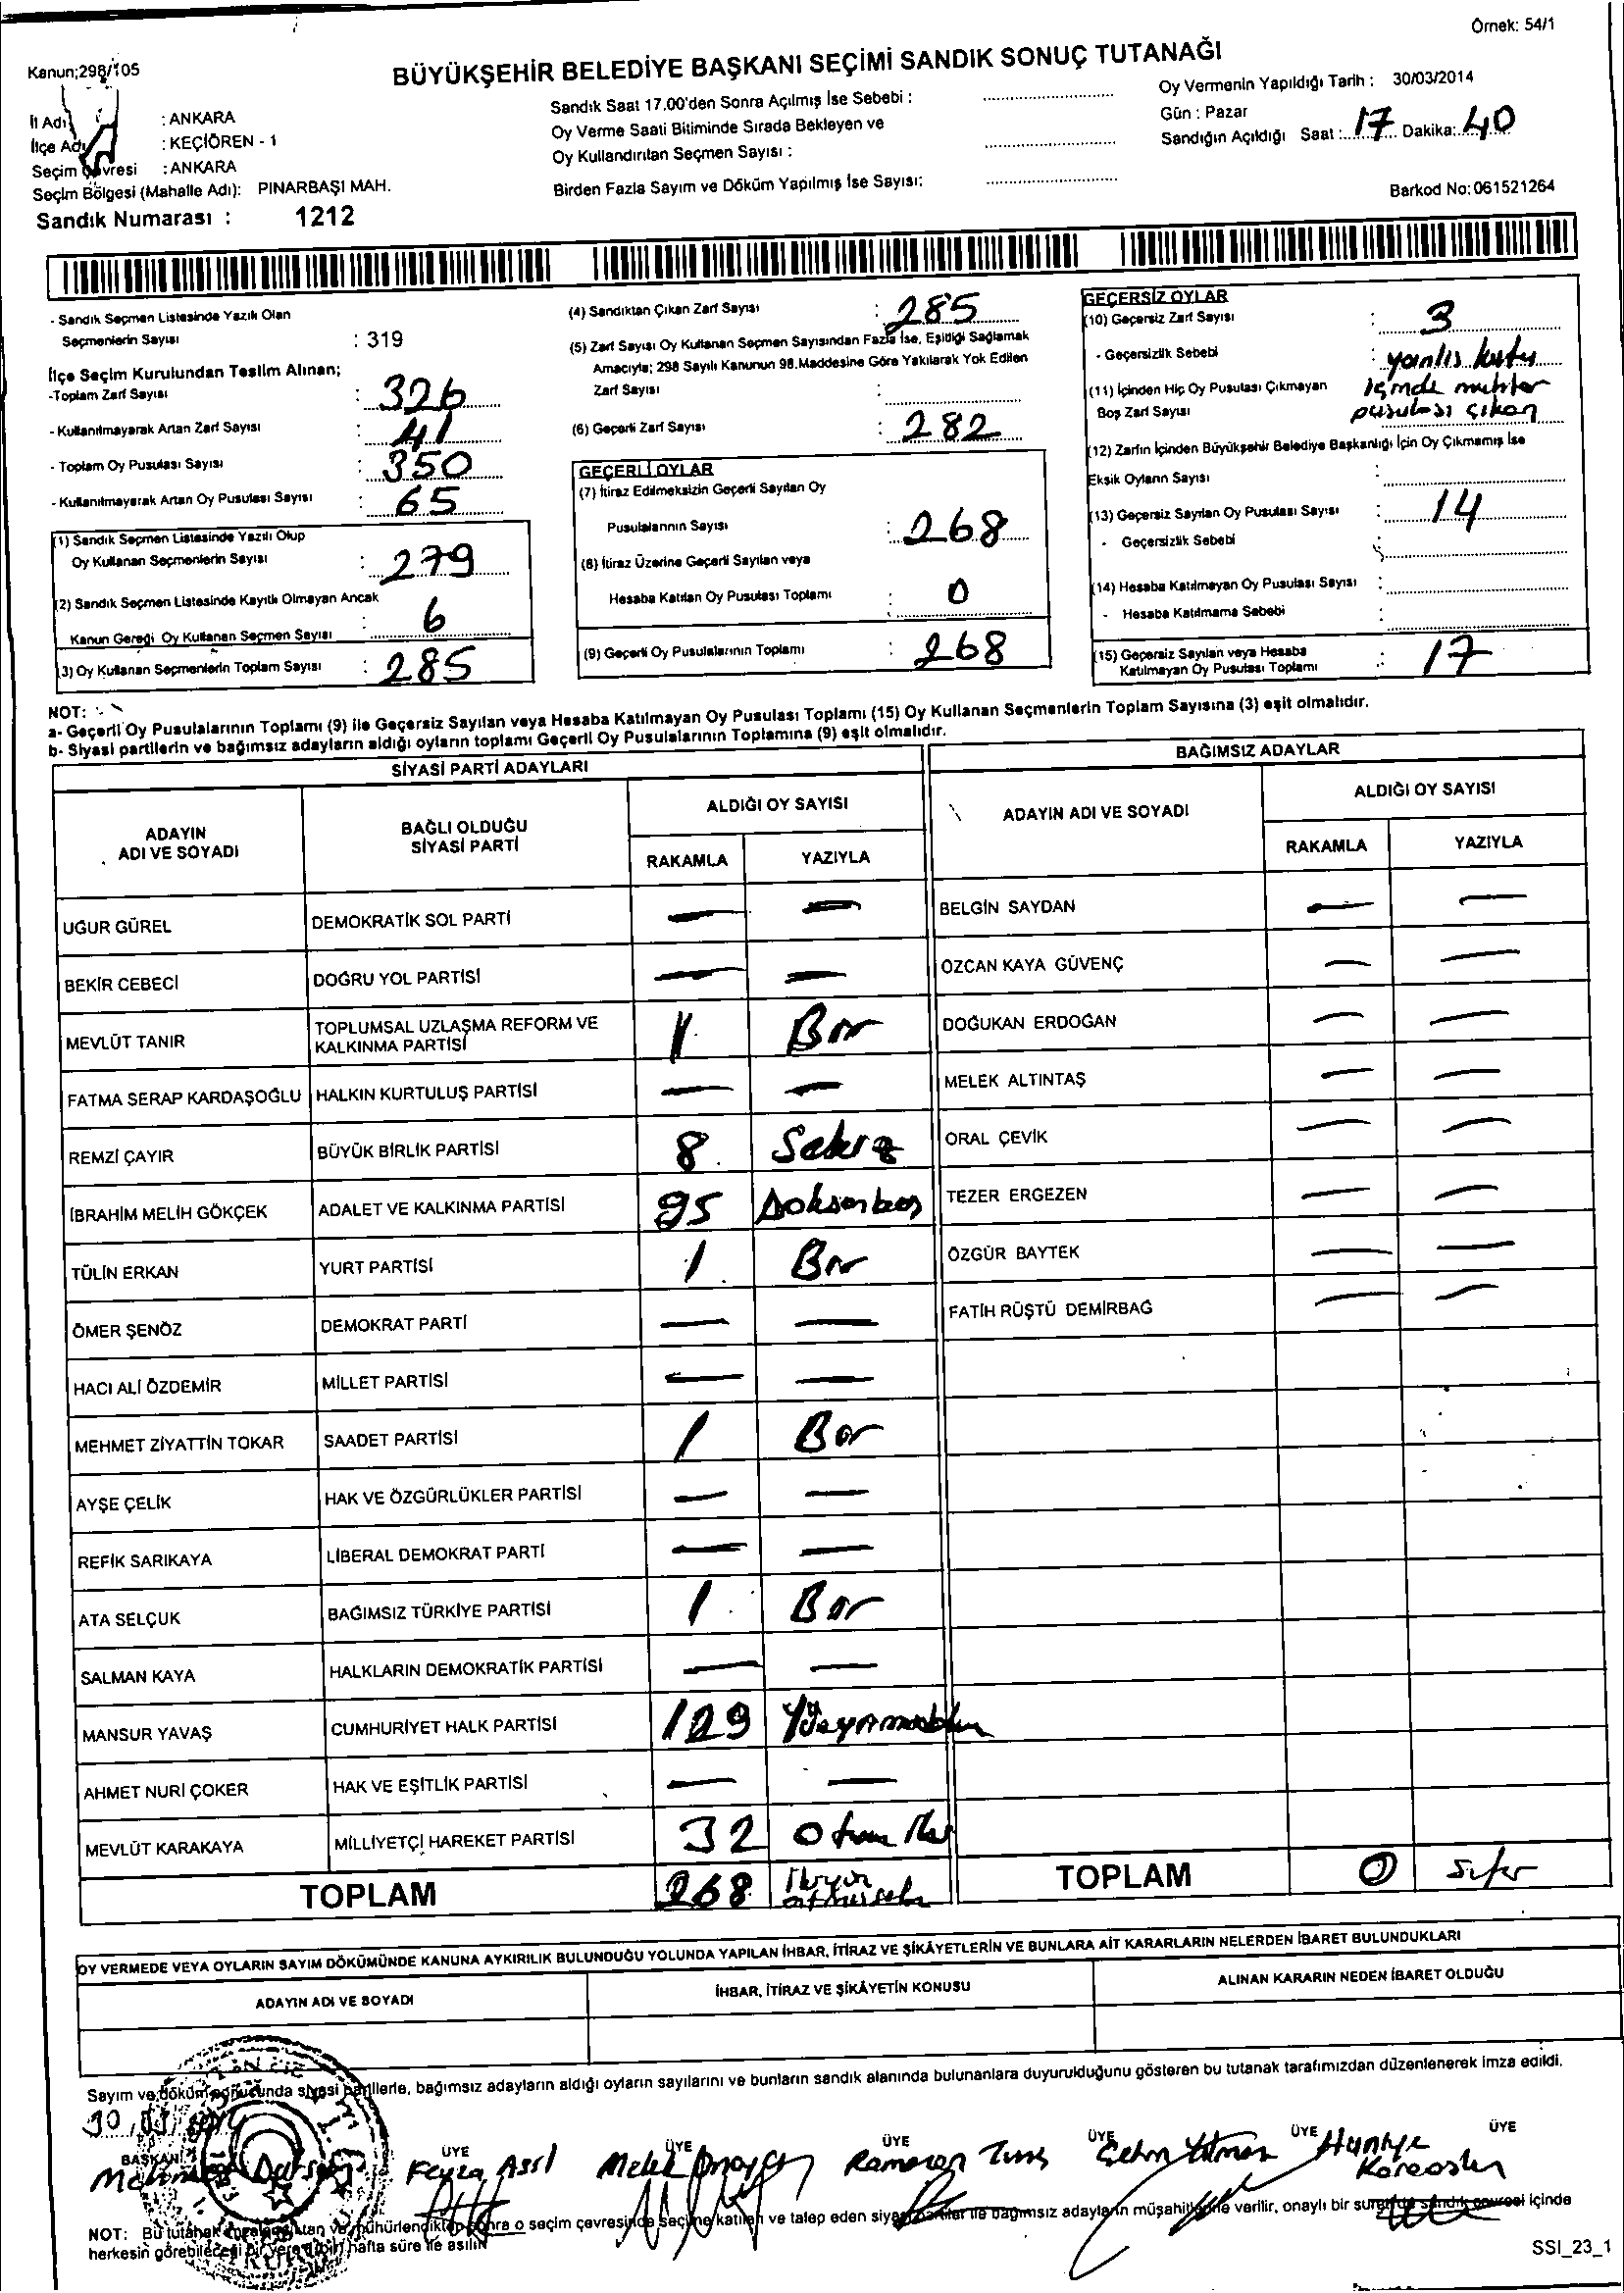 Örnek: 54/1
Kanun;298/105
BÜYÜKŞEHİR BELEDİYE BAŞKANI SEÇİMİ SANDIK SONUÇ TUTANAĞI
İl Adı : ANKARA
İlçe Adı : KEÇİÖREN - 1
Seçim Çevresi : ANKARA
Seçim Bölgesi (Mahalle Adı): PINARBAŞI MAH.
Sandık Numarası : 1212
Sandık Saat 17.00'den Sonra Açılmış İse Sebebi :
Oy Verme Saati Bitiminde Sırada Bekleyen ve
Oy Kullandırılan Seçmen Sayısı :
Birden Fazla Sayım ve Döküm Yapılmış İse Sayısı:
Oy Vermenin Yapıldığı Tarih : 30/03/2014
Gün : Pazar
Sandığın Açıldığı Saat : 17 Dakika: 40
Barkod No: 061521264
- Sandık Seçmen Listesinde Yazılı Olan
Seçmenlerin Sayısı : 319
İlçe Seçim Kurulundan Teslim Alınan;
-Toplam Zarf Sayısı : 326
- Kullanılmayarak Artan Zarf Sayısı : 41
- Toplam Oy Pusulası Sayısı : 350
- Kullanılmayarak Artan Oy Pusulası Sayısı : 65
(1) Sandık Seçmen Listesinde Yazılı Olup
Oy Kullanan Seçmenlerin Sayısı : 279
(2) Sandık Seçmen Listesinde Kayıtlı Olmayan Ancak
Kanun Gereği Oy Kullanan Seçmen Sayısı : 6
(3) Oy Kullanan Seçmenlerin Toplam Sayısı : 285
(4) Sandıktan Çıkan Zarf Sayısı : 285
(5) Zarf Sayısı Oy Kullanan Seçmen Sayısından Fazla İse, Eşitliği Sağlamak
Amacıyla; 298 Sayılı Kanunun 98.Maddesine Göre Yakılarak Yok Edilen
Zarf Sayısı :
(6) Geçerli Zarf Sayısı : 282
GEÇERLİ OYLAR
(7) İtiraz Edilmeksizin Geçerli Sayılan Oy
Pusulalarının Sayısı : 268
(8) İtiraz Üzerine Geçerli Sayılan veya
Hesaba Katılan Oy Pusulası Toplamı : 0
(9) Geçerli Oy Pusulalarının Toplamı : 268
GEÇERSİZ OYLAR
(10) Geçersiz Zarf Sayısı : 3
- Geçersizlik Sebebi : yanlış kutu
(11) İçinden Hiç Oy Pusulası Çıkmayan içinde muhtar
Boş Zarf Sayısı pusulası çıkan
(12) Zarfın İçinden Büyükşehir Belediye Başkanlığı İçin Oy Çıkmamış İse
Eksik Oyların Sayısı :
(13) Geçersiz Sayılan Oy Pusulası Sayısı : 14
- Geçersizlik Sebebi
(14) Hesaba Katılmayan Oy Pusulası Sayısı :
- Hesaba Katılmama Sebebi :
(15) Geçersiz Sayılan veya Hesaba
Katılmayan Oy Pusulası Toplamı : 17
NOT:
a- Geçerli Oy Pusulalarının Toplamı (9) ile Geçersiz Sayılan veya Hesaba Katılmayan Oy Pusulası Toplamı (15) Oy Kullanan Seçmenlerin Toplam Sayısına (3) eşit olmalıdır.
b- Siyasi partilerin ve bağımsız adayların aldığı oyların toplamı Geçerli Oy Pusulalarının Toplamına (9) eşit olmalıdır.
SİYASİ PARTİ ADAYLARI
ADAYIN ADI VE SOYADI
BAĞLI OLDUĞU SİYASİ PARTİ
ALDIĞI OY SAYISI
RAKAMLA YAZIYLA
UĞUR GÜREL DEMOKRATİK SOL PARTİ — —
BEKİR CEBECİ DOĞRU YOL PARTİSİ — —
MEVLÜT TANIR TOPLUMSAL UZLAŞMA REFORM VE KALKINMA PARTİSİ 1 Bir
FATMA SERAP KARDAŞOĞLU HALKIN KURTULUŞ PARTİSİ — —
REMZİ ÇAYIR BÜYÜK BİRLİK PARTİSİ 8 Sekiz
İBRAHİM MELİH GÖKÇEK ADALET VE KALKINMA PARTİSİ 95 Doksanbeş
TÜLİN ERKAN YURT PARTİSİ 1 Bir
ÖMER ŞENÖZ DEMOKRAT PARTİ — —
HACI ALİ ÖZDEMİR MİLLET PARTİSİ — —
MEHMET ZİYATTİN TOKAR SAADET PARTİSİ 1 Bir
AYŞE ÇELİK HAK VE ÖZGÜRLÜKLER PARTİSİ — —
REFİK SARIKAYA LİBERAL DEMOKRAT PARTİ — —
ATA SELÇUK BAĞIMSIZ TÜRKİYE PARTİSİ 1 Bir
SALMAN KAYA HALKLARIN DEMOKRATİK PARTİSİ — —
MANSUR YAVAŞ CUMHURİYET HALK PARTİSİ 129
AHMET NURİ ÇOKER HAK VE EŞİTLİK PARTİSİ — —
MEVLÜT KARAKAYA MİLLİYETÇİ HAREKET PARTİSİ 32 Otuz iki
TOPLAM 268 İkiyüz altmışsekiz
BAĞIMSIZ ADAYLAR
ADAYIN ADI VE SOYADI
ALDIĞI OY SAYISI
RAKAMLA YAZIYLA
BELGİN SAYDAN — —
ÖZCAN KAYA GÜVENÇ — —
DOĞUKAN ERDOĞAN — —
MELEK ALTINTAŞ — —
ORAL ÇEVİK — —
TEZER ERGEZEN — —
ÖZGÜR BAYTEK — —
FATİH RÜŞTÜ DEMİRBAĞ — —
TOPLAM 0 Sıfır
OY VERMEDE VEYA OYLARIN SAYIM DÖKÜMÜNDE KANUNA AYKIRILIK BULUNDUĞU YOLUNDA YAPILAN İHBAR, İTİRAZ VE ŞİKÂYETLERİN VE BUNLARA AİT KARARLARIN NELERDEN İBARET BULUNDUKLARI
ADAYIN ADI VE SOYADI İHBAR, İTİRAZ VE ŞİKÂYETİN KONUSU ALINAN KARARIN NEDEN İBARET OLDUĞU
Sayım ve döküm sonucunda siyasi partilerle, bağımsız adayların aldığı oyların sayılarını ve bunların sandık alanında bulunanlara duyurulduğunu gösteren bu tutanak tarafımızdan düzenlenerek imza edildi.
30/03/2014
BAŞKAN ÜYE ÜYE ÜYE ÜYE ÜYE ÜYE
Feyza Melek Ramazan Çetin Yılmaz
NOT: Bu tutanak imzalandıktan ve mühürlendikten sonra o seçim çevresinde seçime katılan ve talep eden siyasi partiler ile bağımsız adayların müşahitlerine verilir, onaylı bir sureti de sandık çevresi içinde
herkesin görebileceği bir yere bir hafta süre ile asılır.
SSI_23_1